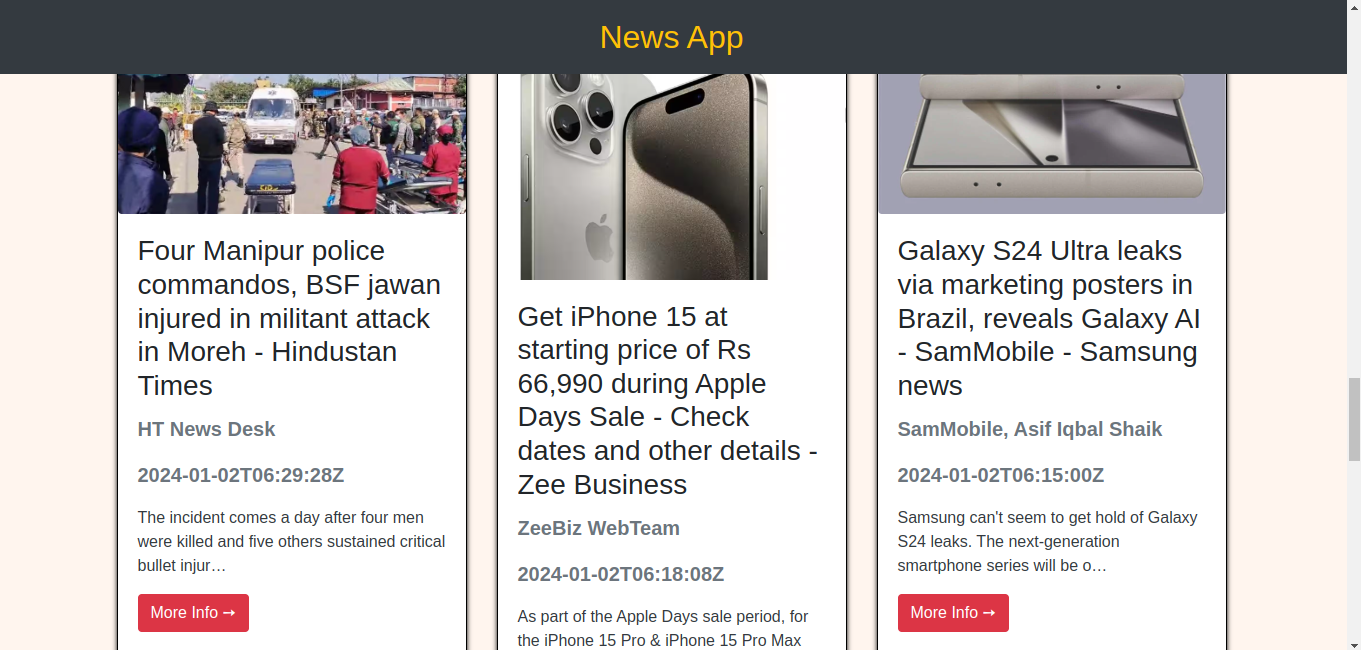 News App
Four Manipur police
commandos, BSF jawan
injured in militant attack
in Moreh - Hindustan
Times
HT News Desk
2024-01-02T06:29:28Z
The incident comes a day after four men
were killed and five others sustained critical
bullet injur…
More Info ➞
Get iPhone 15 at
starting price of Rs
66,990 during Apple
Days Sale - Check
dates and other details -
Zee Business
ZeeBiz WebTeam
2024-01-02T06:18:08Z
As part of the Apple Days sale period, for
the iPhone 15 Pro & iPhone 15 Pro Max
Galaxy S24 Ultra leaks
via marketing posters in
Brazil, reveals Galaxy AI
- SamMobile - Samsung
news
SamMobile, Asif Iqbal Shaik
2024-01-02T06:15:00Z
Samsung can't seem to get hold of Galaxy
S24 leaks. The next-generation
smartphone series will be o…
More Info ➞